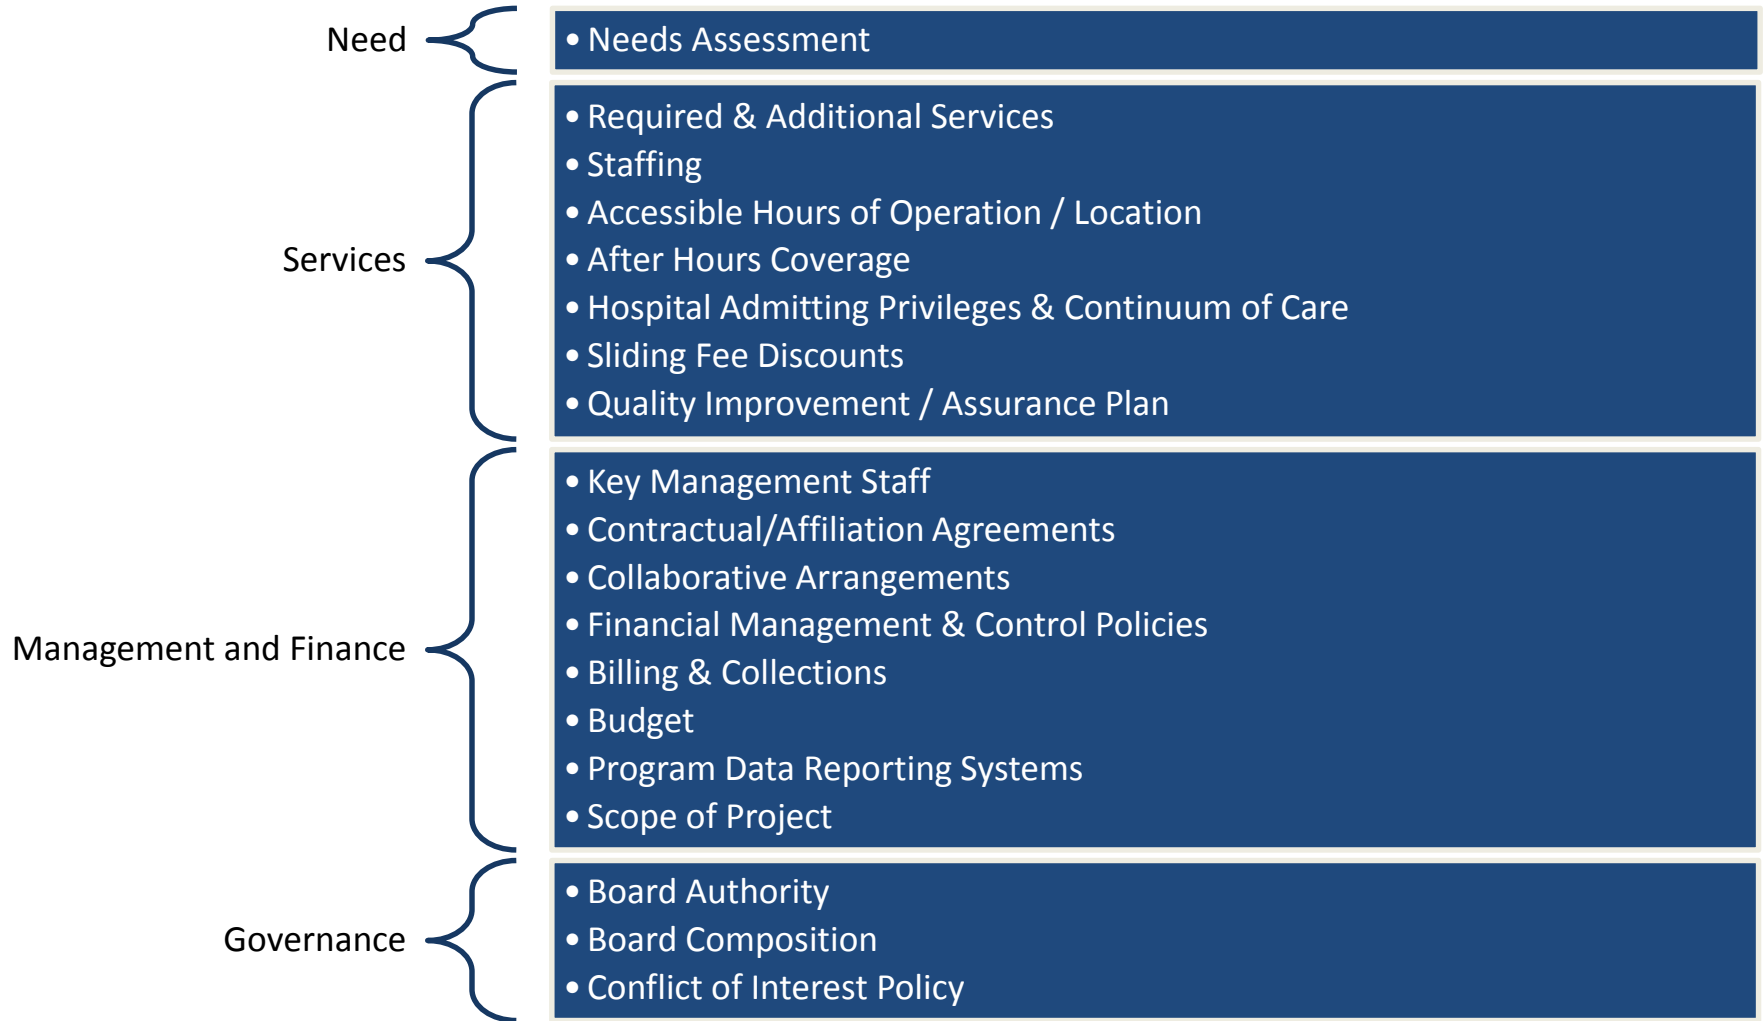 Need
• Needs Assessment
Services
• Required & Additional Services
• Staffing
• Accessible Hours of Operation / Location
• After Hours Coverage
• Hospital Admitting Privileges & Continuum of Care
• Sliding Fee Discounts
• Quality Improvement / Assurance Plan
Management and Finance
• Key Management Staff
• Contractual/Affiliation Agreements
• Collaborative Arrangements
• Financial Management & Control Policies
• Billing & Collections
• Budget
• Program Data Reporting Systems
• Scope of Project
Governance
• Board Authority
• Board Composition
• Conflict of Interest Policy